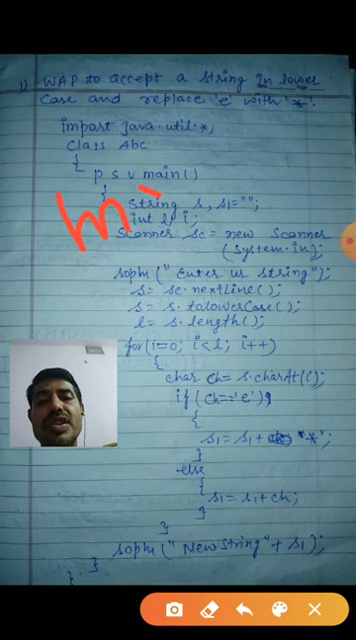 1) WAP to accept a string in lower
case and replace 'e' with '*'.
import java.util.*;
class Abc
{
p s v main()
{
String s, s1="";
int l, i;
Scanner sc = new Scanner
(System.in);
sopln("Enter ur string");
s= sc.nextLine();
s= s.toLowerCase();
l= s.length();
for(i=0; i<l; i++)
{
char ch= s.charAt(i);
if (ch=='e')
{
s1= s1+ "*";
}
else
{
s1 = s1+ch;
}
}
sopln("New String"+ s1);
}
}